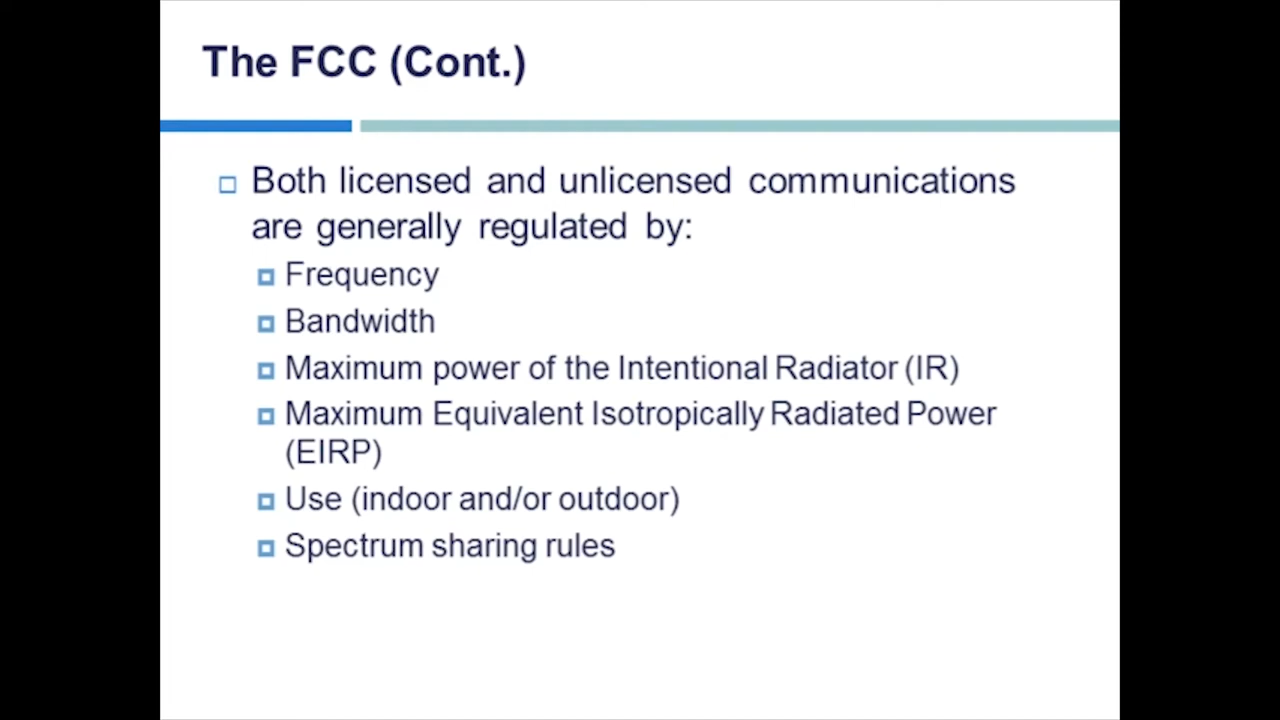 The FCC (Cont.)
Both licensed and unlicensed communications
are generally regulated by:
Frequency
Bandwidth
Maximum power of the Intentional Radiator (IR)
Maximum Equivalent Isotropically Radiated Power
(EIRP)
Use (indoor and/or outdoor)
Spectrum sharing rules